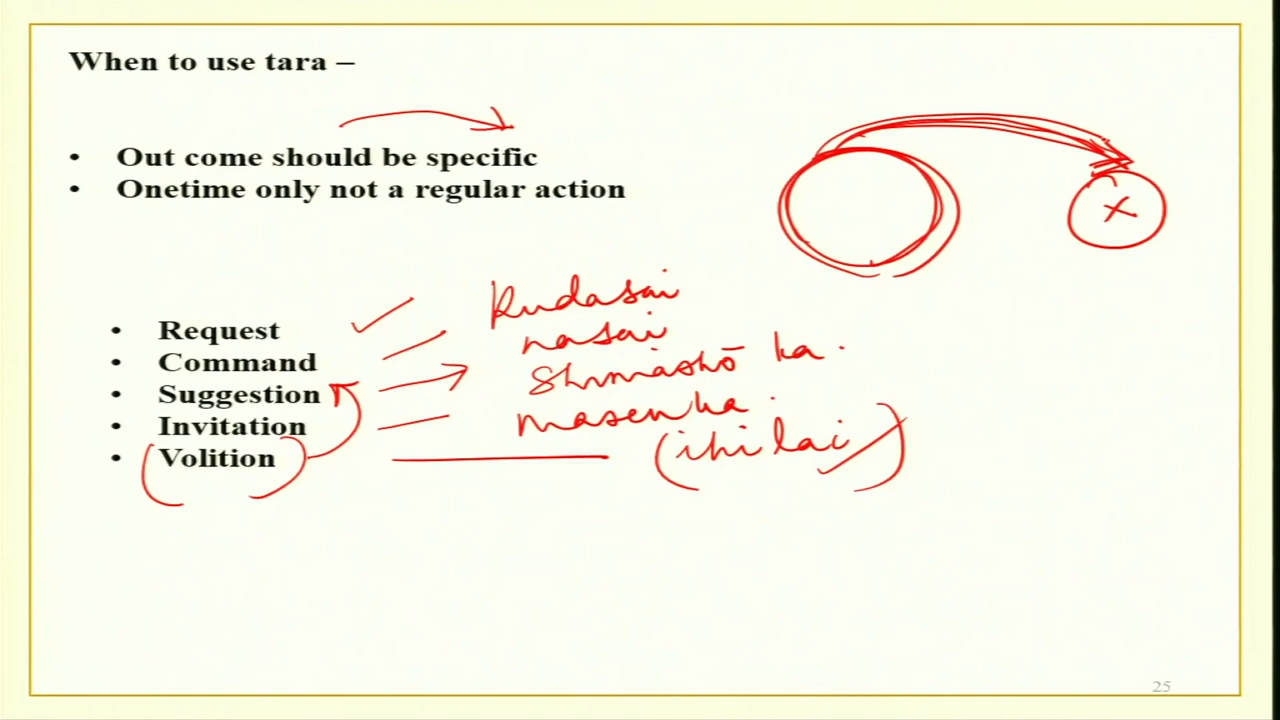 When to use tara –
• Out come should be specific
• Onetime only not a regular action
• Request
• Command
• Suggestion
• Invitation
• Volition
Kudasai
nasai
Shimashō ka.
masen ka.
(ikitai)
25